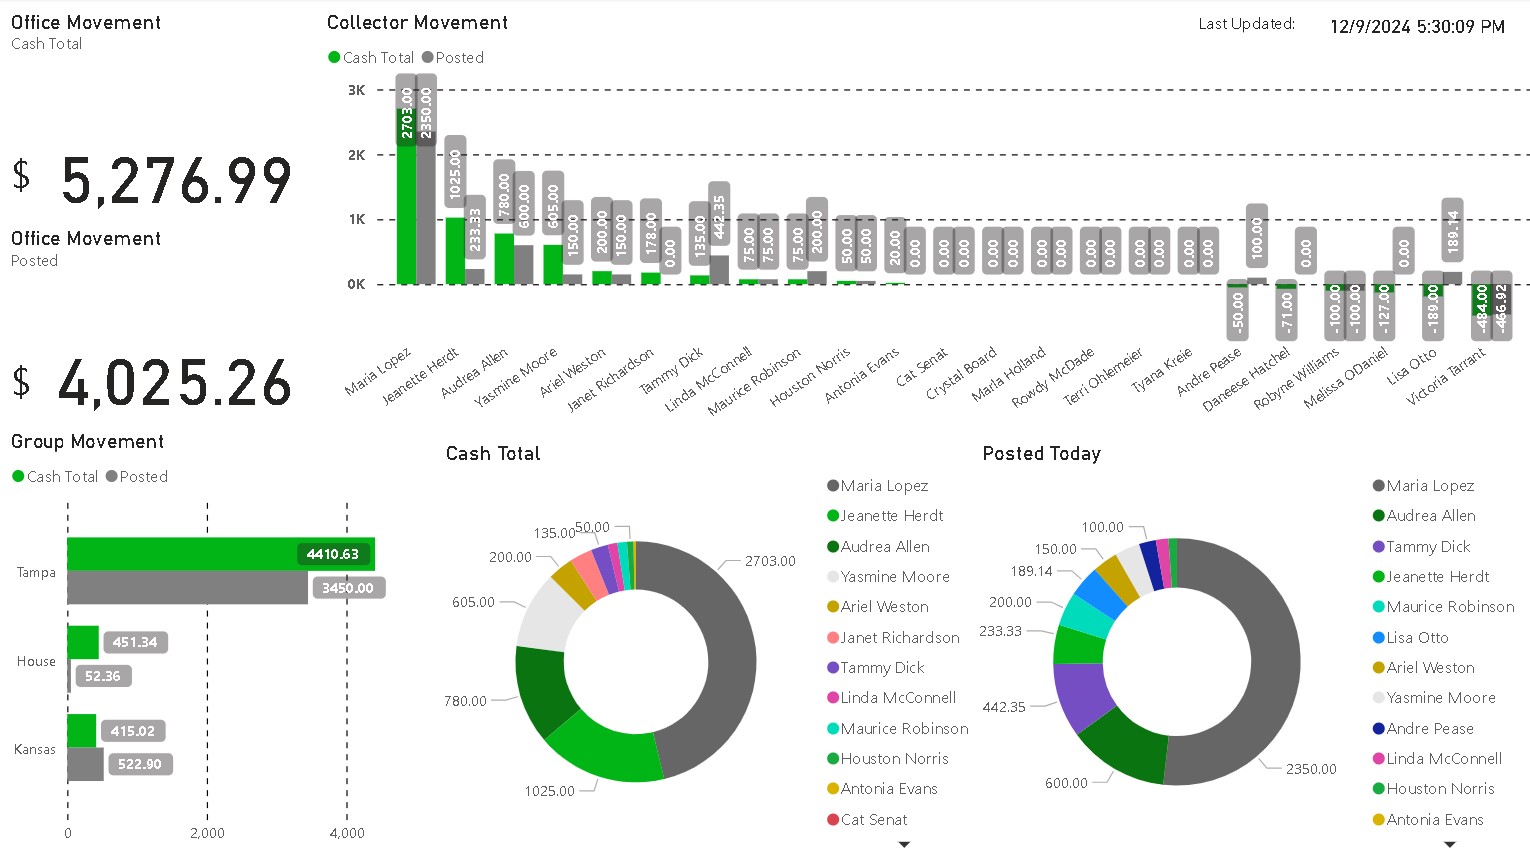 Office Movement
Cash Total
$ 5,276.99
Office Movement
Posted
$ 4,025.26
Collector Movement
Last Updated: 12/9/2024 5:30:09 PM
Cash Total Posted
3K
2K
1K
0K
2703.00 2350.00 1025.00 233.33 780.00 600.00 605.00 150.00 200.00 150.00 178.00 0.00 135.00 442.35 75.00 75.00 75.00 200.00 50.00 50.00 20.00 0.00 0.00 0.00 0.00 0.00 0.00 0.00 0.00 0.00 0.00 0.00 0.00 0.00 -50.00 100.00 -71.00 0.00 -100.00 -100.00 -127.00 0.00 -189.00 189.14 -484.00 -466.92
Maria Lopez
Jeanette Herdt
Audrea Allen
Yasmine Moore
Ariel Weston
Janet Richardson
Tammy Dick
Linda McConnell
Maurice Robinson
Houston Norris
Antonia Evans
Cat Senat
Crystal Board
Marla Holland
Rowdy McDade
Terri Ohlemeier
Tyana Kreie
Andre Pease
Daneese Hatchel
Robyne Williams
Melissa ODaniel
Lisa Otto
Victoria Tarrant
Group Movement
Cash Total Posted
Tampa
4410.63
3450.00
House
451.34
52.36
Kansas
415.02
522.90
0 2,000 4,000
Cash Total
50.00
135.00
200.00
605.00
780.00
1025.00
2703.00
Maria Lopez
Jeanette Herdt
Audrea Allen
Yasmine Moore
Ariel Weston
Janet Richardson
Tammy Dick
Linda McConnell
Maurice Robinson
Houston Norris
Antonia Evans
Cat Senat
Posted Today
100.00
150.00
189.14
200.00
233.33
442.35
600.00
2350.00
Maria Lopez
Audrea Allen
Tammy Dick
Jeanette Herdt
Maurice Robinson
Lisa Otto
Ariel Weston
Yasmine Moore
Andre Pease
Linda McConnell
Houston Norris
Antonia Evans